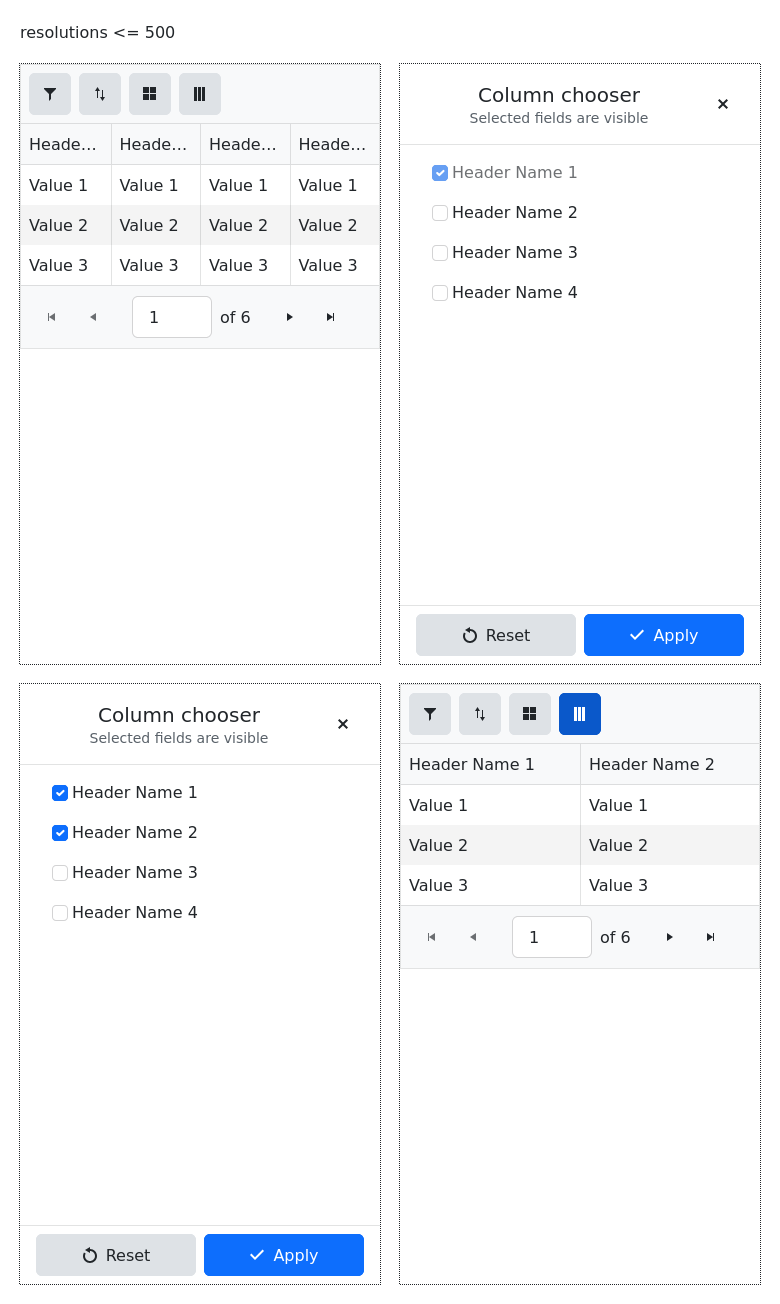 resolutions <= 500
Heade... Heade... Heade... Heade...
Value 1 Value 1 Value 1 Value 1
Value 2 Value 2 Value 2 Value 2
Value 3 Value 3 Value 3 Value 3
1 of 6
Column chooser
Selected fields are visible
Header Name 1
Header Name 2
Header Name 3
Header Name 4
Reset Apply
Column chooser
Selected fields are visible
Header Name 1
Header Name 2
Header Name 3
Header Name 4
Reset Apply
Header Name 1 Header Name 2
Value 1 Value 1
Value 2 Value 2
Value 3 Value 3
1 of 6